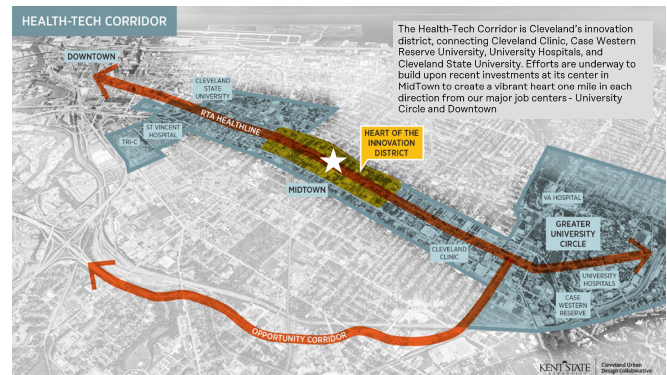 HEALTH-TECH CORRIDOR
The Health-Tech Corridor is Cleveland's innovation
district, connecting Cleveland Clinic, Case Western
Reserve University, University Hospitals, and
Cleveland State University. Efforts are underway to
build upon recent investments at its center in
MidTown to create a vibrant heart one mile in each
direction from our major job centers - University
Circle and Downtown
DOWNTOWN
CLEVELAND
STATE
UNIVERSITY
RTA HEALTHLINE
ST VINCENT
HOSPITAL
TRI-C
HEART OF THE
INNOVATION
DISTRICT
MIDTOWN
VA HOSPITAL
GREATER
UNIVERSITY
CIRCLE
CLEVELAND
CLINIC
UNIVERSITY
HOSPITALS
CASE
WESTERN
RESERVE
OPPORTUNITY CORRIDOR
KENT STATE
Cleveland Urban
Design Collaborative